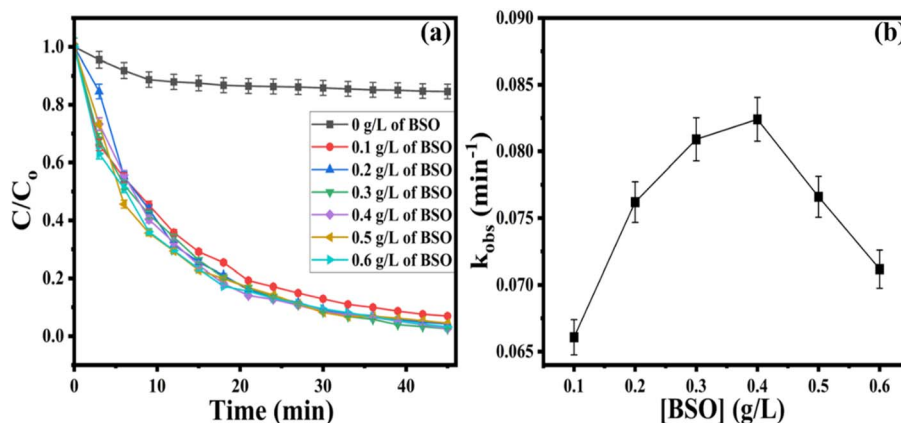 (a)
1.0
0.8
0.6
0.4
0.2
0.0
C/Co
0 10 20 30 40
Time (min)
0 g/L of BSO
0.1 g/L of BSO
0.2 g/L of BSO
0.3 g/L of BSO
0.4 g/L of BSO
0.5 g/L of BSO
0.6 g/L of BSO
(b)
0.090
0.085
0.080
0.075
0.070
0.065
kobs (min⁻¹)
0.1 0.2 0.3 0.4 0.5 0.6
[BSO] (g/L)